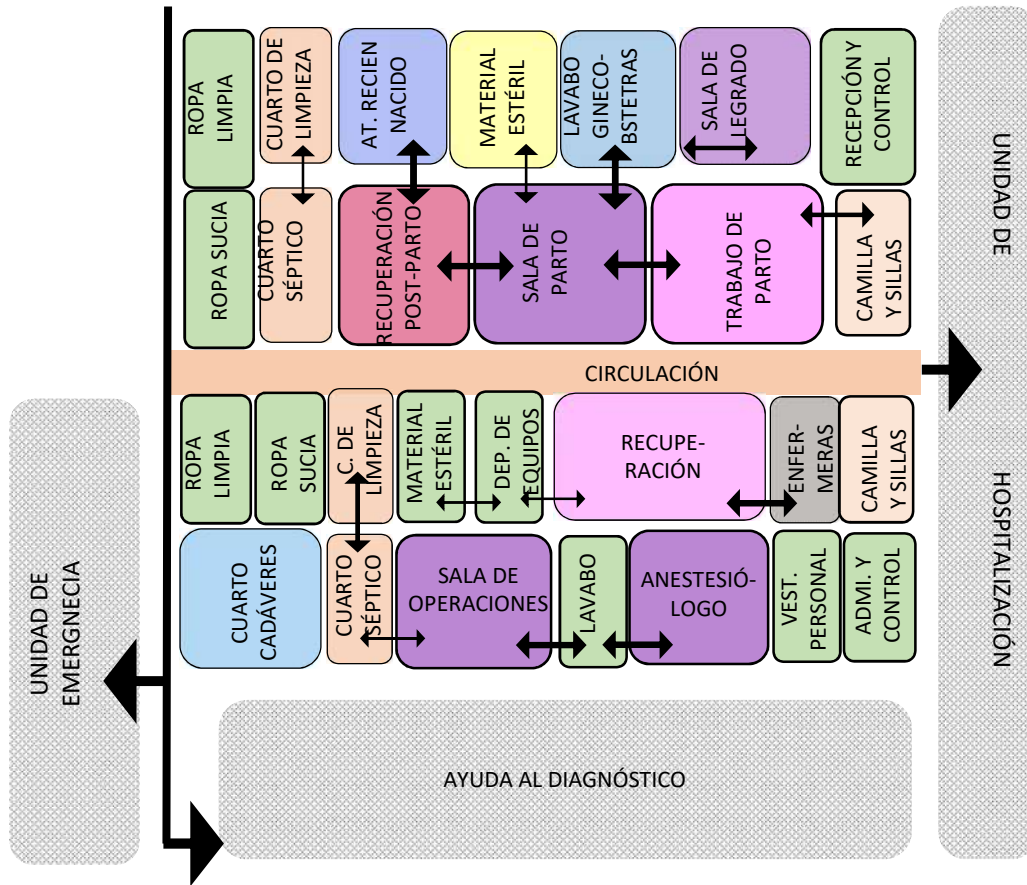 ROPA
LIMPIA
CUARTO DE
LIMPIEZA
AT. RECIEN
NACIDO
MATERIAL
ESTÉRIL
LAVABO
GINECO-
BSTETRAS
SALA DE
LEGRADO
RECEPCIÓN Y
CONTROL
ROPA SUCIA
CUARTO
SÉPTICO
RECUPERACIÓN
POST-PARTO
SALA DE
PARTO
TRABAJO DE
PARTO
CAMILLA
Y SILLAS
CIRCULACIÓN
ROPA
LIMPIA
ROPA
SUCIA
C. DE
LIMPIEZA
MATERIAL
ESTÉRIL
DEP. DE
EQUIPOS
RECUPE-
RACIÓN
ENFER-
MERAS
CAMILLA
Y SILLAS
CUARTO
CADÁVERES
CUARTO
SÉPTICO
SALA DE
OPERACIONES
LAVABO
ANESTESIÓ-
LOGO
VEST.
PERSONAL
ADMI. Y
CONTROL
UNIDAD DE
EMERGNECIA
AYUDA AL DIAGNÓSTICO
UNIDAD DE
HOSPITALIZACIÓN